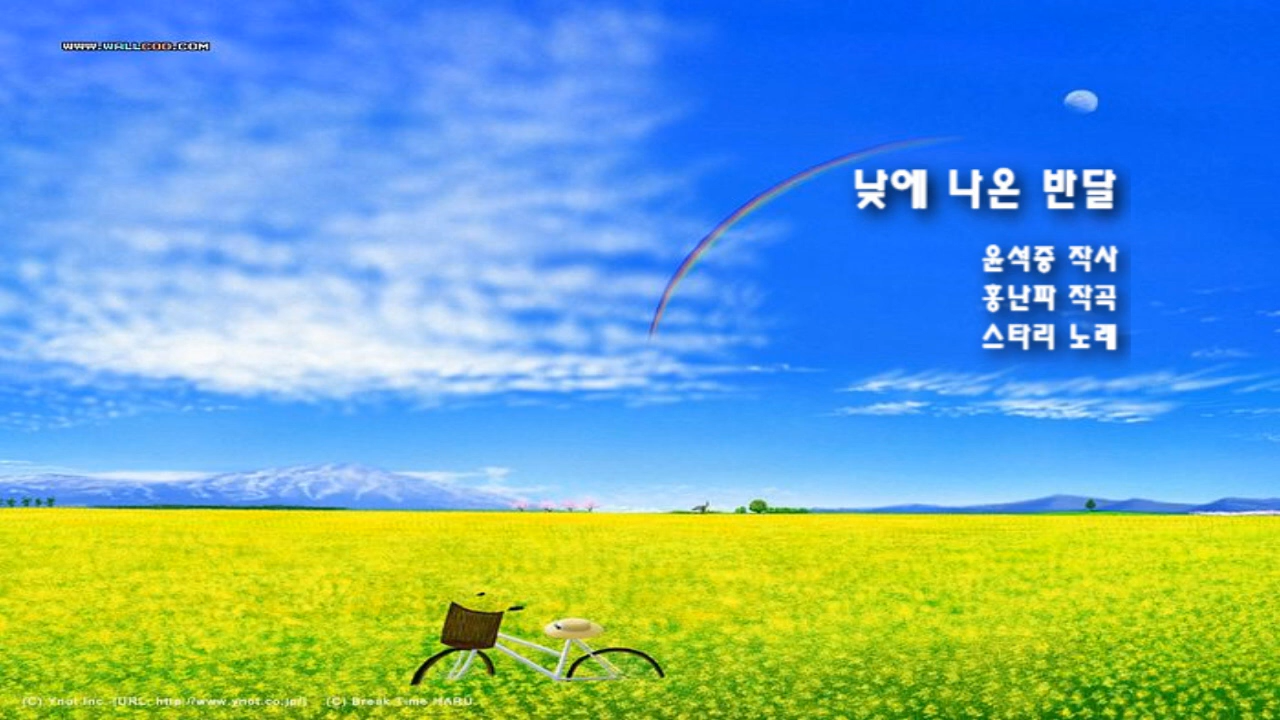 WWW.WALLCOO.COM
낮에 나온 반달
윤석중 작사
홍난파 작곡
스타리 노래
(C) Ynot Inc. [URL: http://www.ynot.co.jp/] (C) Break Time MARU